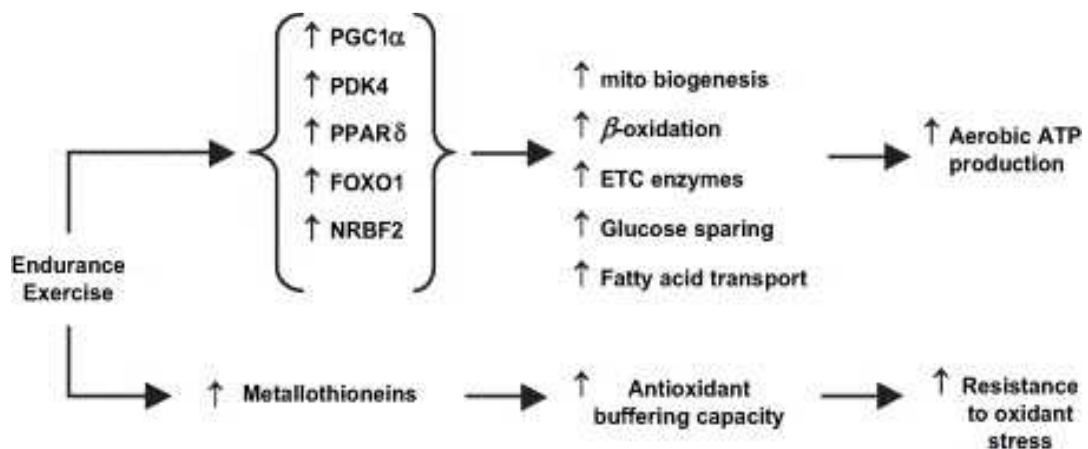 Endurance
Exercise
↑ PGC1α
↑ PDK4
↑ PPARδ
↑ FOXO1
↑ NRBF2
↑ mito biogenesis
↑ β-oxidation
↑ ETC enzymes
↑ Glucose sparing
↑ Fatty acid transport
↑ Aerobic ATP
production
↑ Metallothioneins
↑ Antioxidant
buffering capacity
↑ Resistance
to oxidant
stress